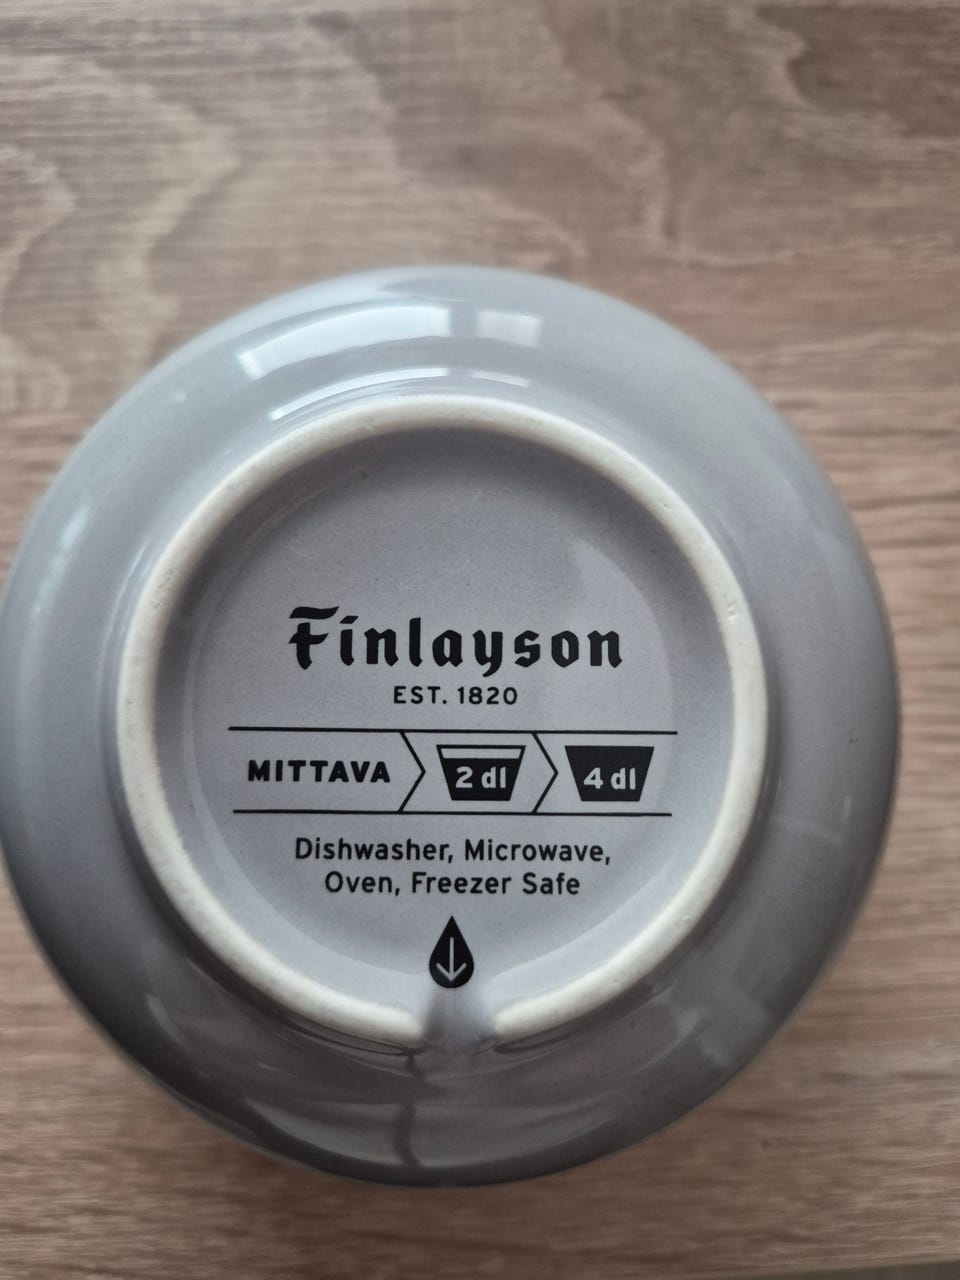 Finlayson
EST. 1820
MITTAVA 2 dl 4 dl
Dishwasher, Microwave,
Oven, Freezer Safe